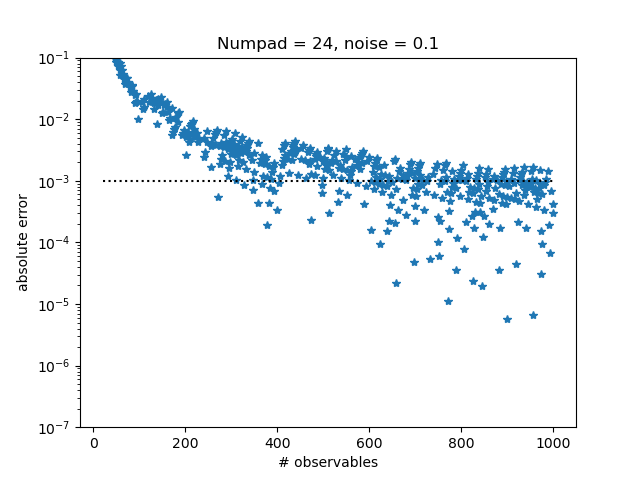 Numpad = 24, noise = 0.1
absolute error
10⁻¹
10⁻²
10⁻³
10⁻⁴
10⁻⁵
10⁻⁶
10⁻⁷
0 200 400 600 800 1000
# observables